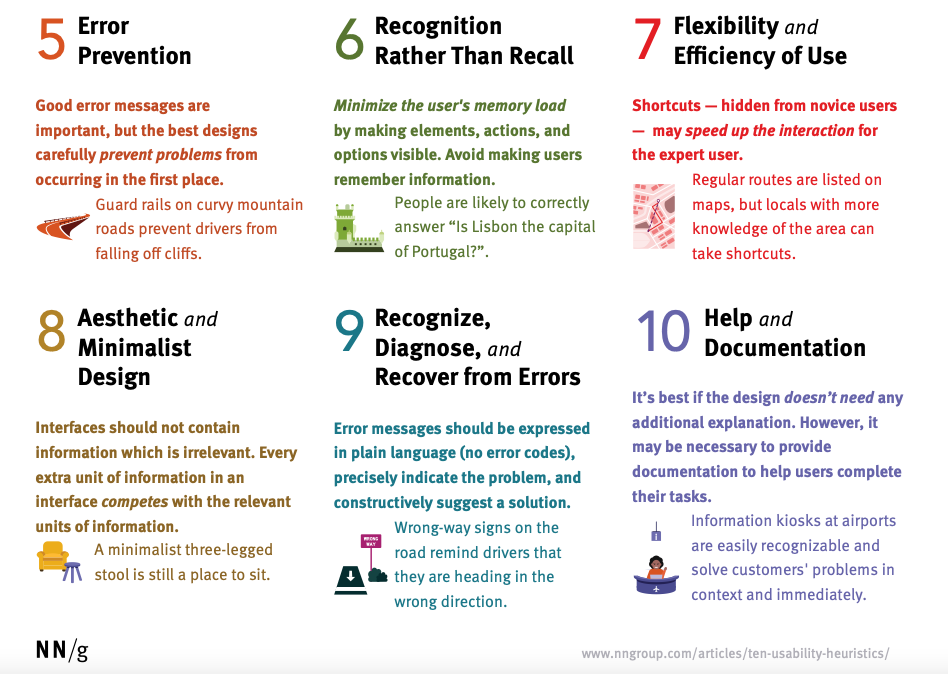 5 Error
Prevention
Good error messages are
important, but the best designs
carefully prevent problems from
occurring in the first place.
Guard rails on curvy mountain
roads prevent drivers from
falling off cliffs.
6 Recognition
Rather Than Recall
Minimize the user's memory load
by making elements, actions, and
options visible. Avoid making users
remember information.
People are likely to correctly
answer “Is Lisbon the capital
of Portugal?”.
7 Flexibility and
Efficiency of Use
Shortcuts — hidden from novice users
— may speed up the interaction for
the expert user.
Regular routes are listed on
maps, but locals with more
knowledge of the area can
take shortcuts.
8 Aesthetic and
Minimalist
Design
Interfaces should not contain
information which is irrelevant. Every
extra unit of information in an
interface competes with the relevant
units of information.
A minimalist three-legged
stool is still a place to sit.
9 Recognize,
Diagnose, and
Recover from Errors
Error messages should be expressed
in plain language (no error codes),
precisely indicate the problem, and
constructively suggest a solution.
WRONG
WAY
Wrong-way signs on the
road remind drivers that
they are heading in the
wrong direction.
10 Help and
Documentation
It’s best if the design doesn’t need any
additional explanation. However, it
may be necessary to provide
documentation to help users complete
their tasks.
i
Information kiosks at airports
are easily recognizable and
solve customers' problems in
context and immediately.
NN/g
www.nngroup.com/articles/ten-usability-heuristics/